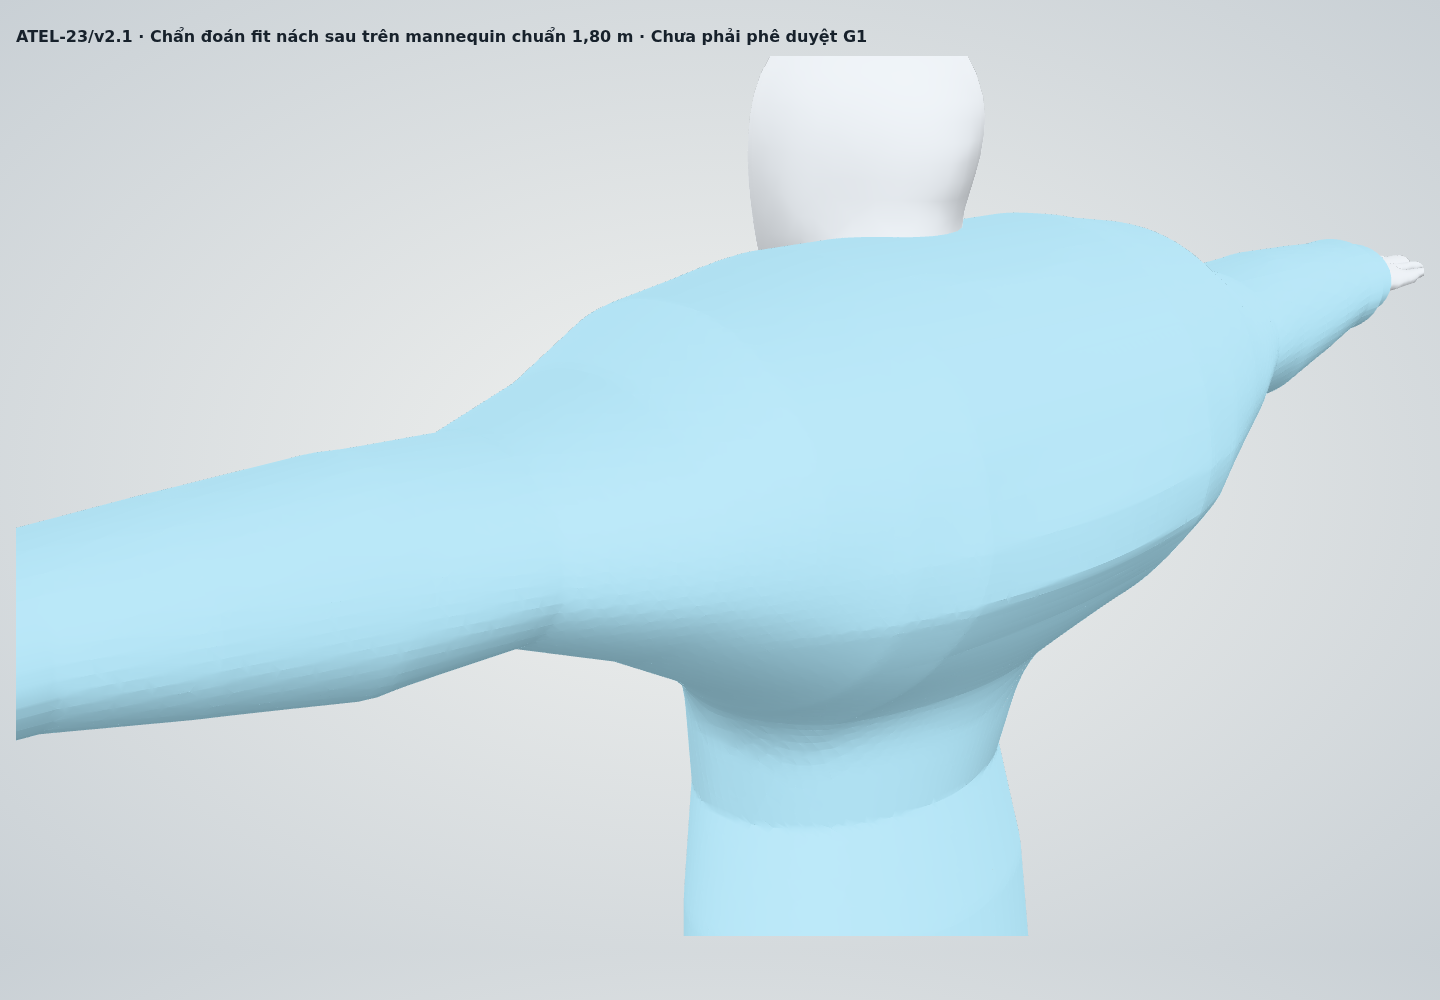 ATEL-23/v2.1 · Chẩn đoán fit nách sau trên mannequin chuẩn 1,80 m · Chưa phải phê duyệt G1